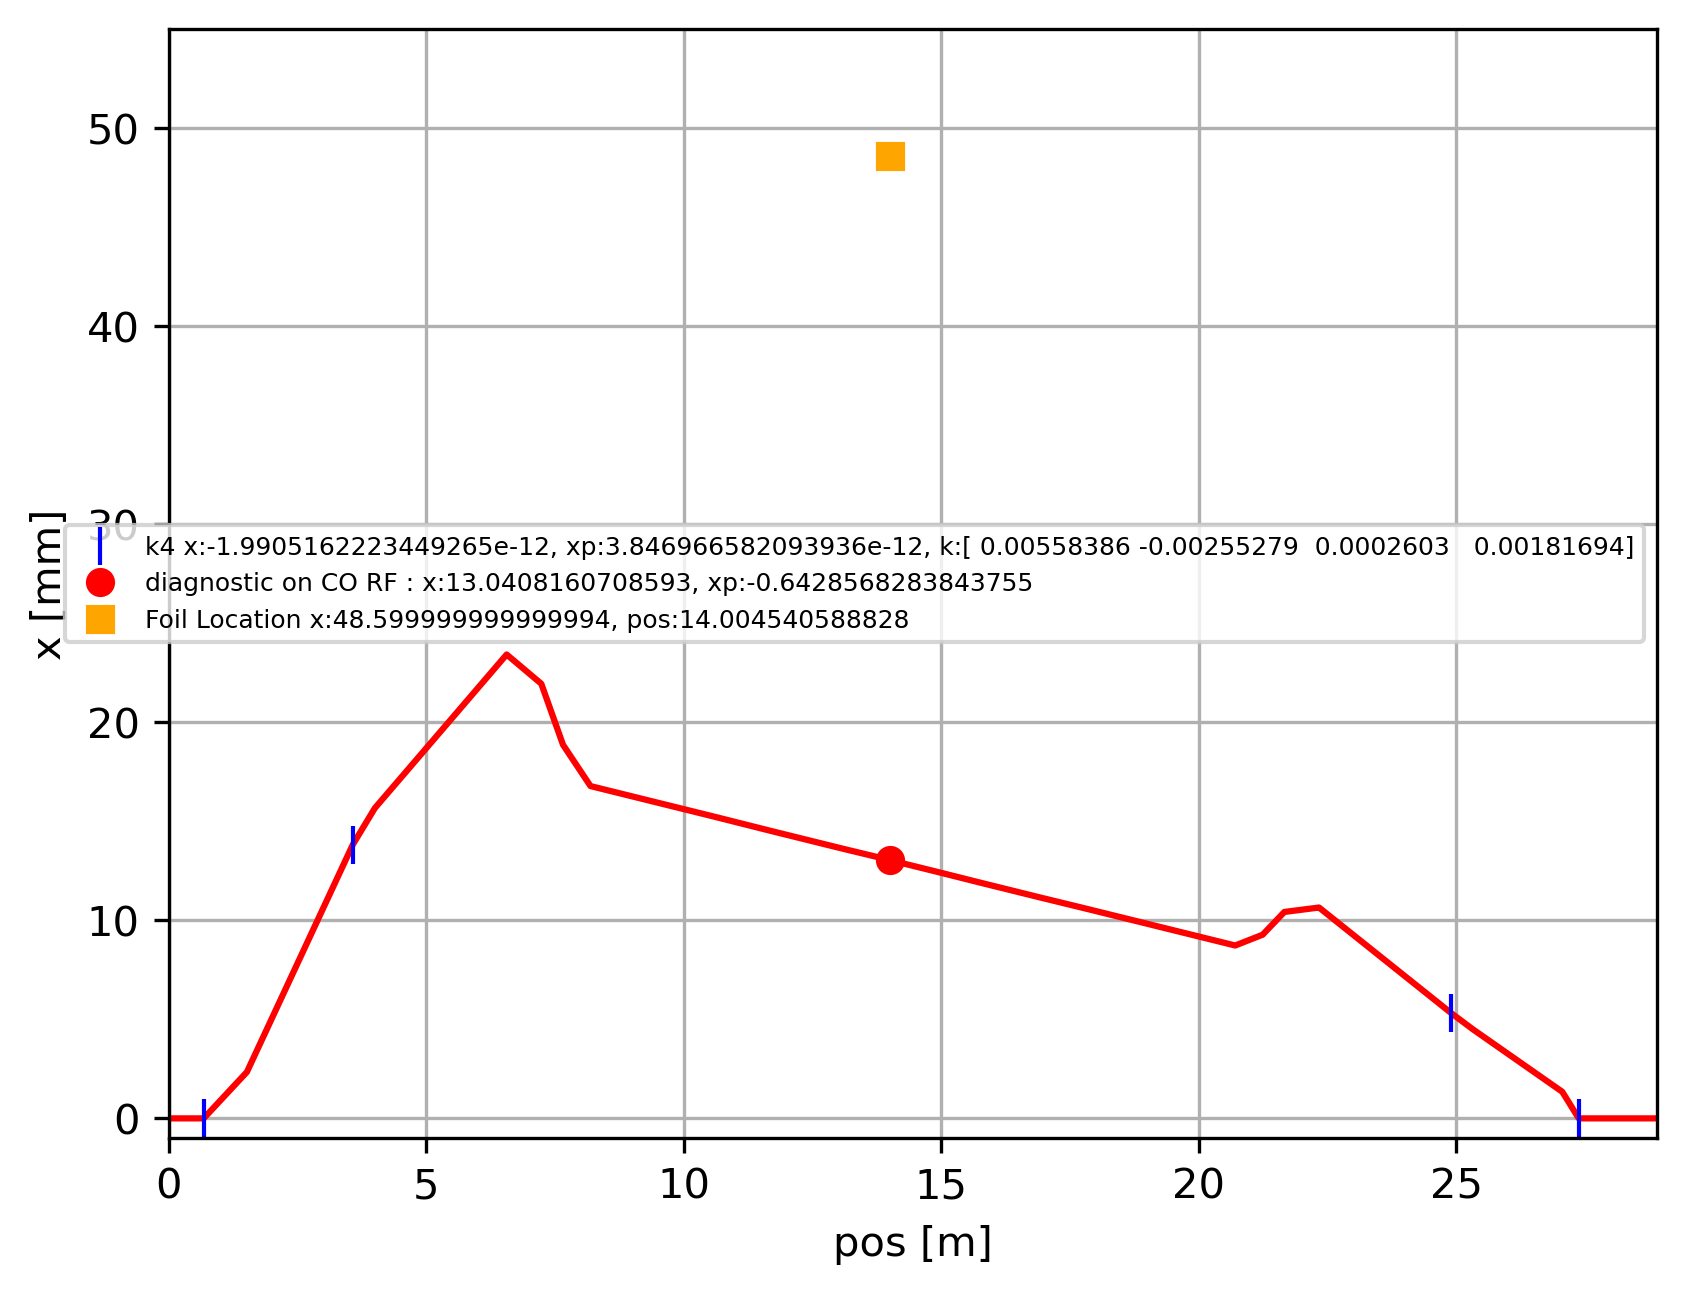 50
40
30
k4 x:-1.9905162223449265e-12, xp:3.846966582093936e-12, k:[ 0.00558386 -0.00255279  0.0002603   0.00181694]
diagnostic on CO RF : x:13.0408160708593, xp:-0.6428568283843755
Foil Location x:48.599999999999994, pos:14.004540588828
x [mm]
20
10
0
0 5 10 15 20 25
pos [m]